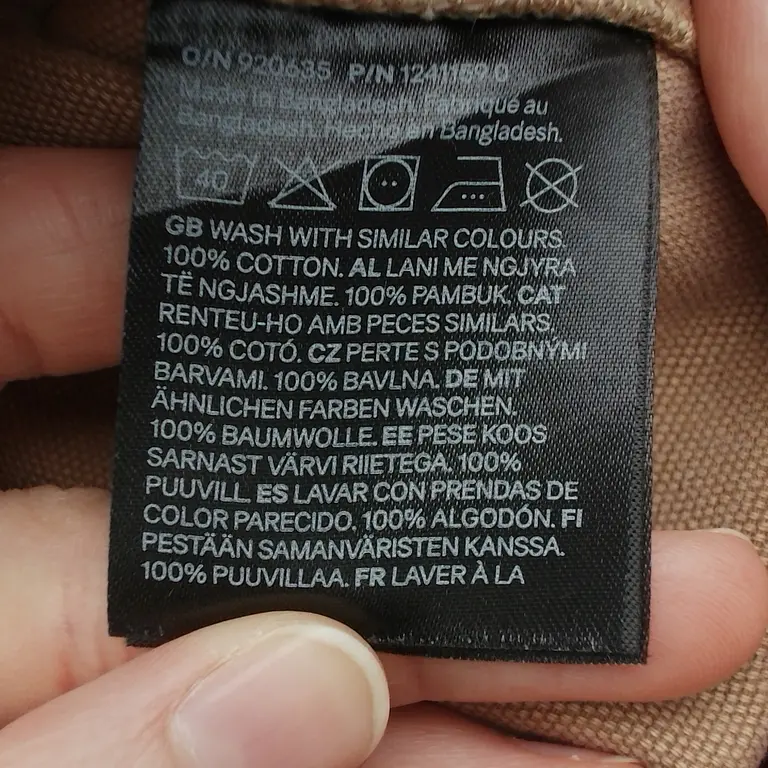 O/N 920635 P/N 1241159.0
Made in Bangladesh. Fabriqué au
Bangladesh. Hecho en Bangladesh.
40
GB WASH WITH SIMILAR COLOURS.
100% COTTON. AL LANI ME NGJYRA
TË NGJASHME. 100% PAMBUK. CAT
RENTEU-HO AMB PECES SIMILARS.
100% COTÓ. CZ PERTE S PODOBNÝMI
BARVAMI. 100% BAVLNA. DE MIT
ÄHNLICHEN FARBEN WASCHEN.
100% BAUMWOLLE. EE PESE KOOS
SARNAST VÄRVI RIIETEGA. 100%
PUUVILL. ES LAVAR CON PRENDAS DE
COLOR PARECIDO. 100% ALGODÓN. FI
PESTÄÄN SAMANVÄRISTEN KANSSA.
100% PUUVILLAA. FR LAVER À LA